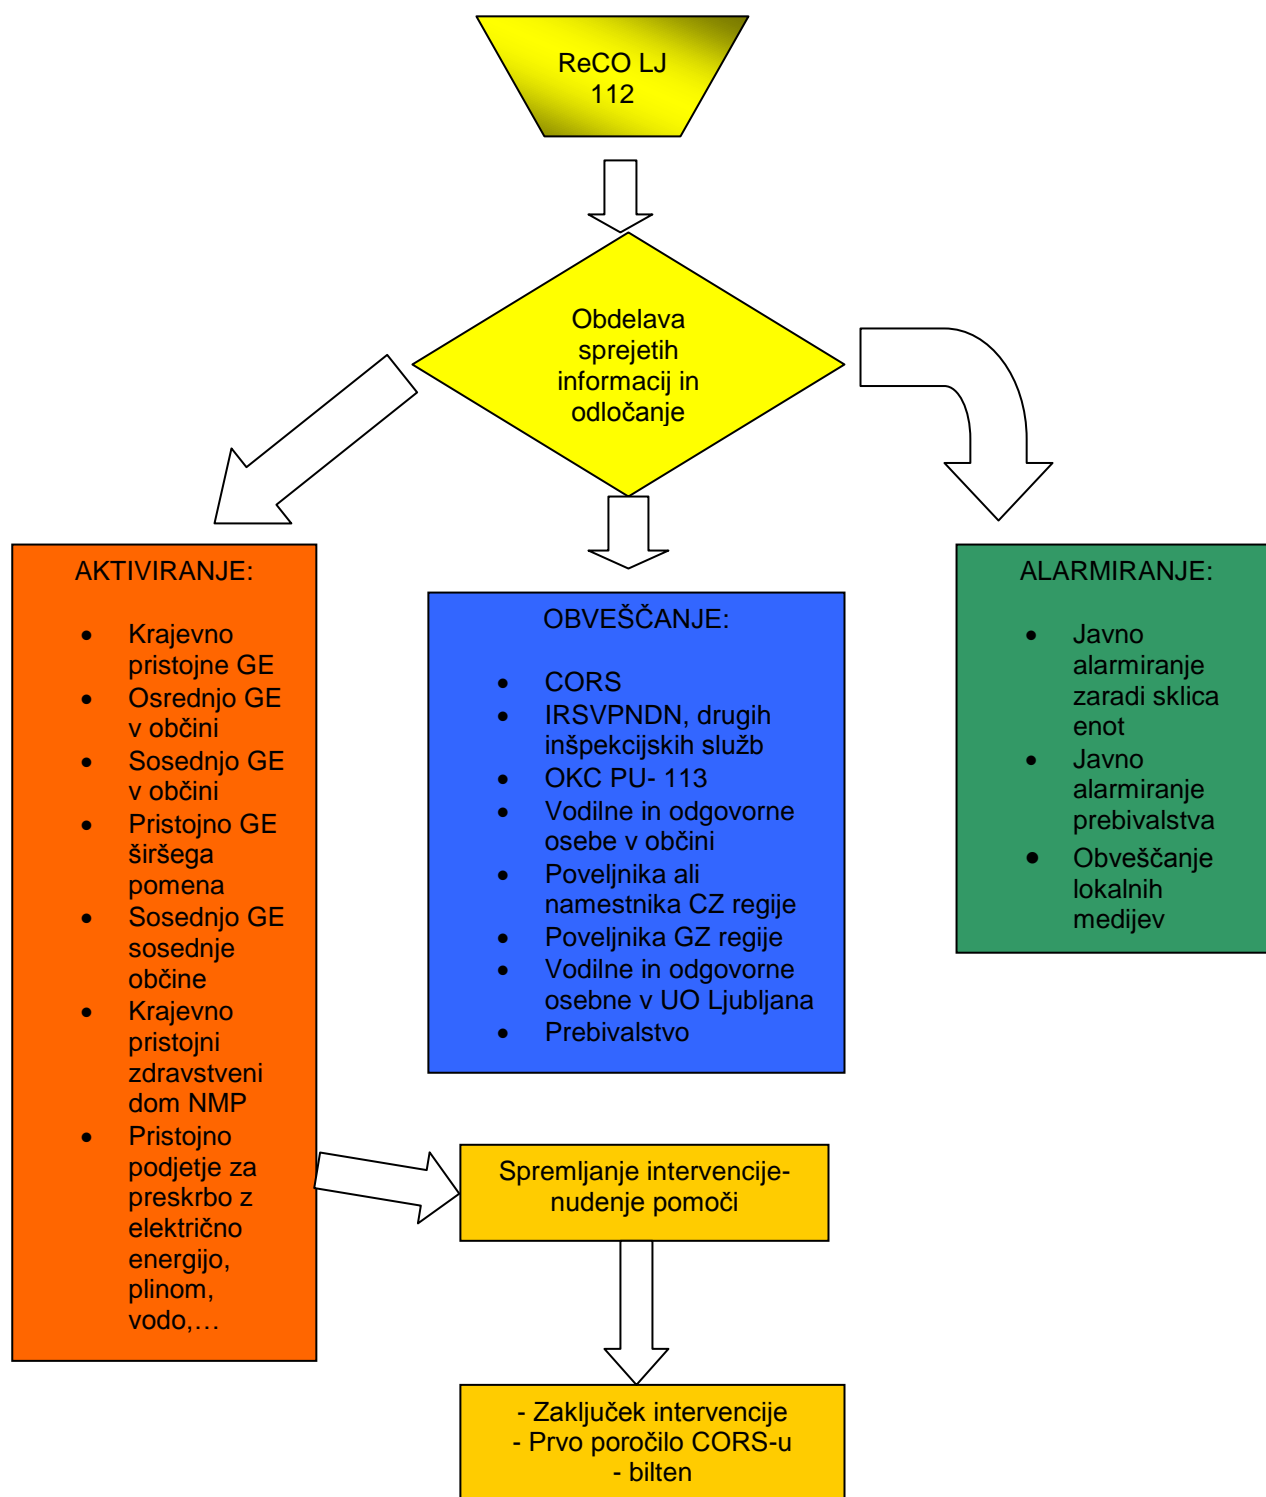 ReCO LJ
112
Obdelava
sprejetih
informacij in
odločanje
AKTIVIRANJE:
• Krajevno
pristojne GE
• Osrednjo GE
v občini
• Sosednjo GE
v občini
• Pristojno GE
širšega
pomena
• Sosednjo GE
sosednje
občine
• Krajevno
pristojni
zdravstveni
dom NMP
• Pristojno
podjetje za
preskrbo z
električno
energijo,
plinom,
vodo,…
OBVEŠČANJE:
• CORS
• IRSVPNDN, drugih
inšpekcijskih služb
• OKC PU- 113
• Vodilne in odgovorne
osebe v občini
• Poveljnika ali
namestnika CZ regije
• Poveljnika GZ regije
• Vodilne in odgovorne
osebne v UO Ljubljana
• Prebivalstvo
ALARMIRANJE:
• Javno
alarmiranje
zaradi sklica
enot
• Javno
alarmiranje
prebivalstva
• Obveščanje
lokalnih
medijev
Spremljanje intervencije-
nudenje pomoči
- Zaključek intervencije
- Prvo poročilo CORS-u
- bilten